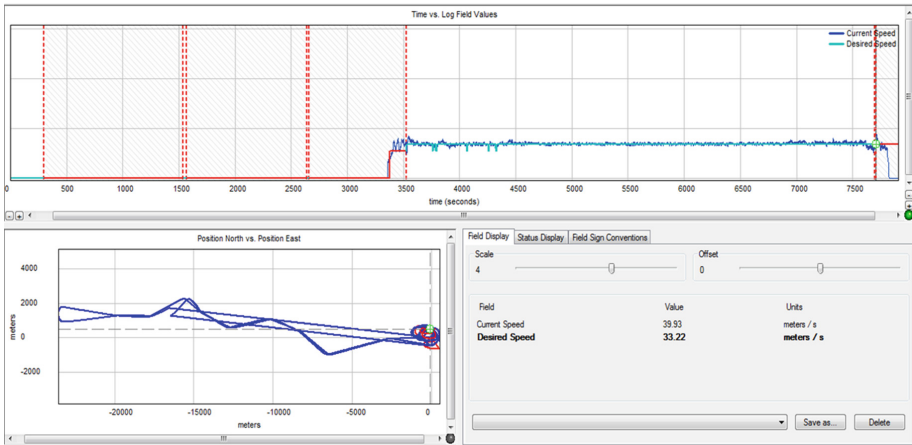 Time vs. Log Field Values
Current Speed
Desired Speed
0 500 1000 1500 2000 2500 3000 3500 4000 4500 5000 5500 6000 6500 7000 7500
time (seconds)
- +
-
+
Position North vs. Position East
4000
2000
0
-2000
meters
-20000 -15000 -10000 -5000 0
meters
Field Display Status Display Field Sign Conventions
Scale Offset
4 0
Field Value Units
Current Speed 39.93 meters / s
Desired Speed 33.22 meters / s
Save as... Delete